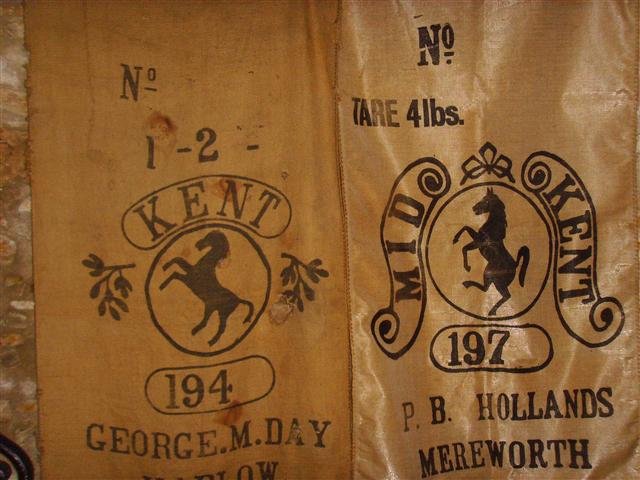 Nº
1 - 2 -
KENT
194
GEORGE.M.DAY
Nº
TARE 4lbs.
MID KENT
197
P. B. HOLLANDS
MEREWORTH